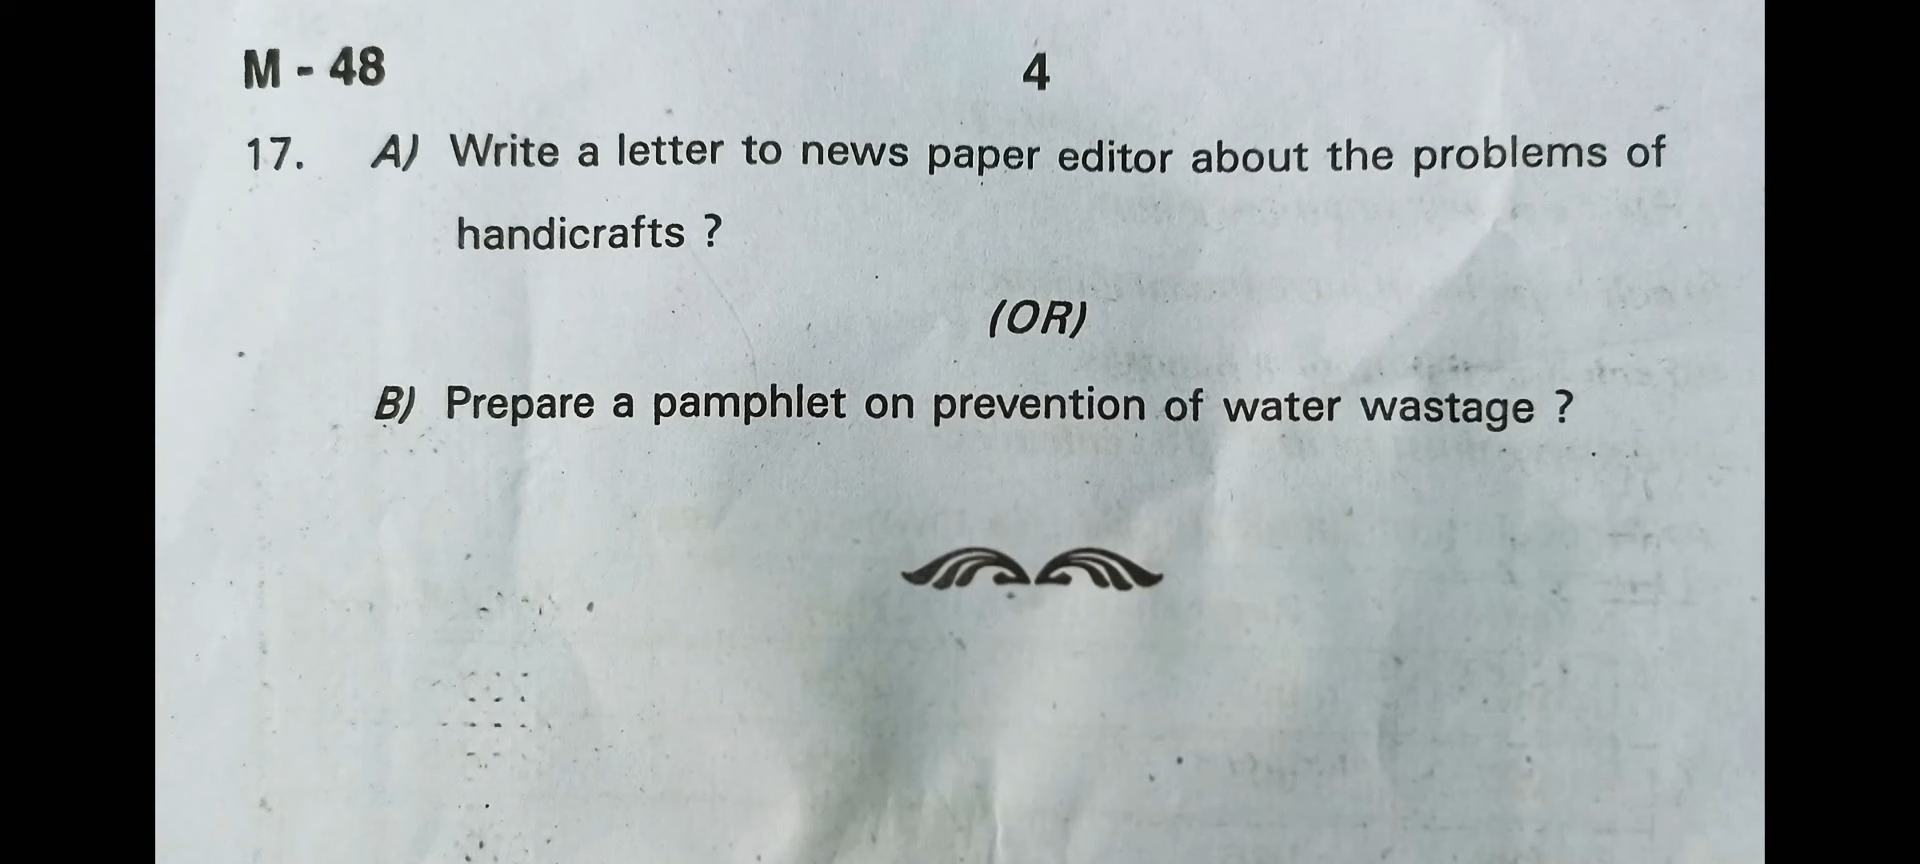 M - 48 4
17. A) Write a letter to news paper editor about the problems of
handicrafts ?
(OR)
B) Prepare a pamphlet on prevention of water wastage ?